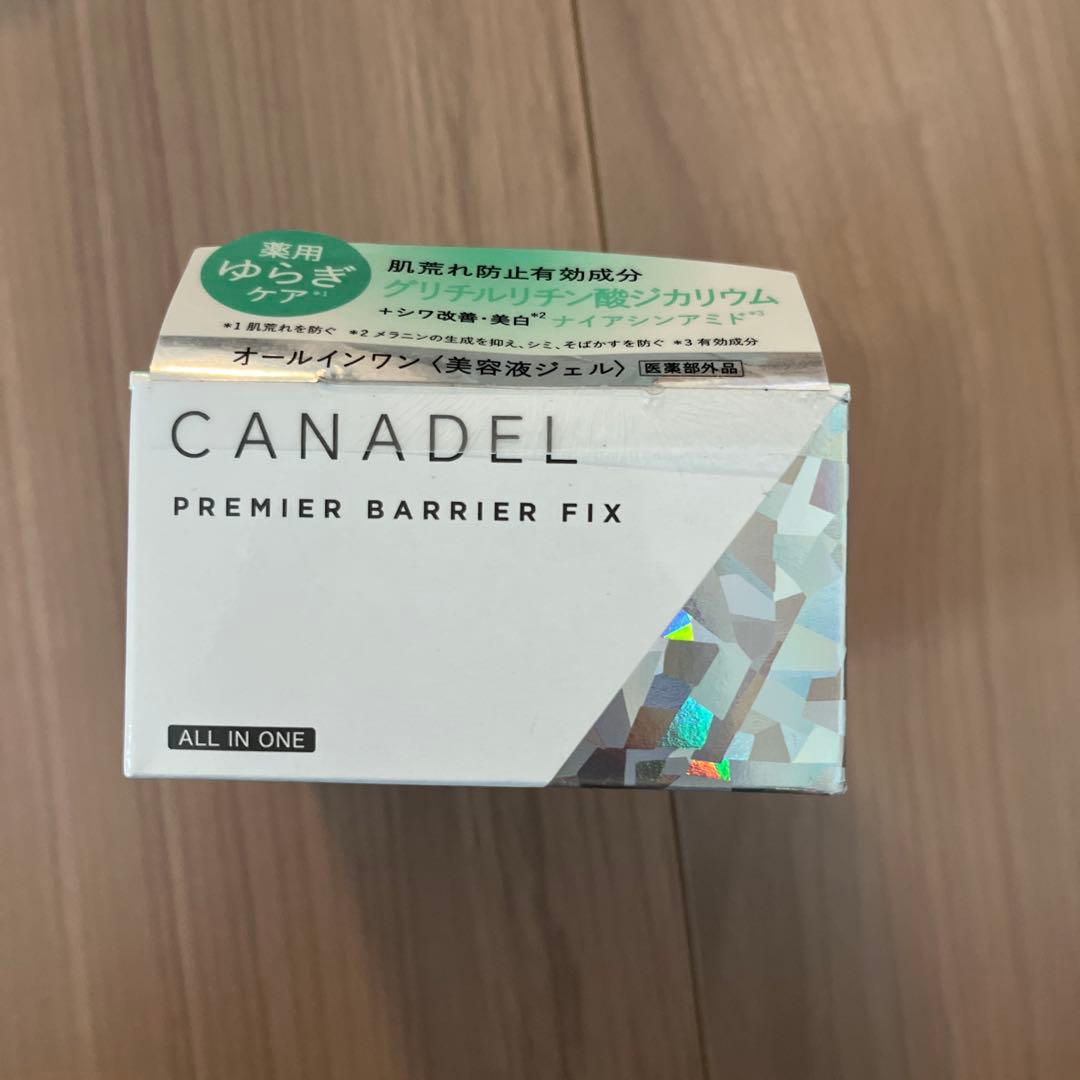 薬用
ゆらぎ
ケア*1
肌荒れ防止有効成分
グリチルリチン酸ジカリウム
+シワ改善・美白*2 ナイアシンアミド*3
*1 肌荒れを防ぐ *2 メラニンの生成を抑え、シミ、そばかすを防ぐ *3 有効成分
オールインワン〈美容液ジェル〉 医薬部外品
CANADEL
PREMIER BARRIER FIX
ALL IN ONE